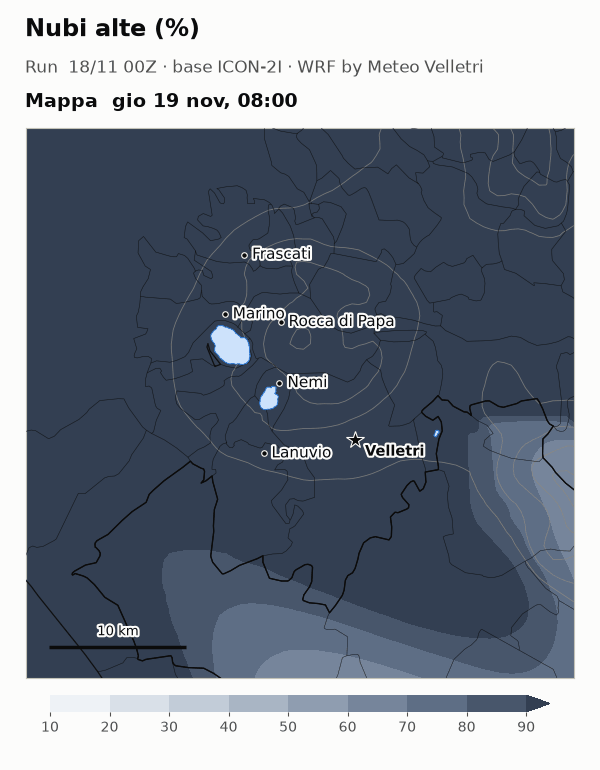 Nubi alte (%)
Run  18/11 00Z · base ICON-2I · WRF by Meteo Velletri
Mappa  gio 19 nov, 08:00
Frascati
Marino
Rocca di Papa
Nemi
Velletri
Lanuvio
10 km
10 20 30 40 50 60 70 80 90